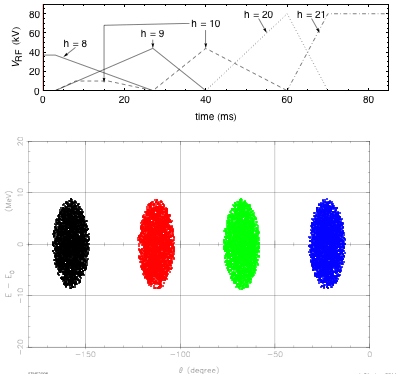 80
60
40
20
0
V_RF (kV)
h = 8
h = 9
h = 10
h = 20
h = 21
0 20 40 60 80
time (ms)
20
10
0
−10
−20
(MeV)
E − E₀
−150 −100 −50 0
θ (degree)